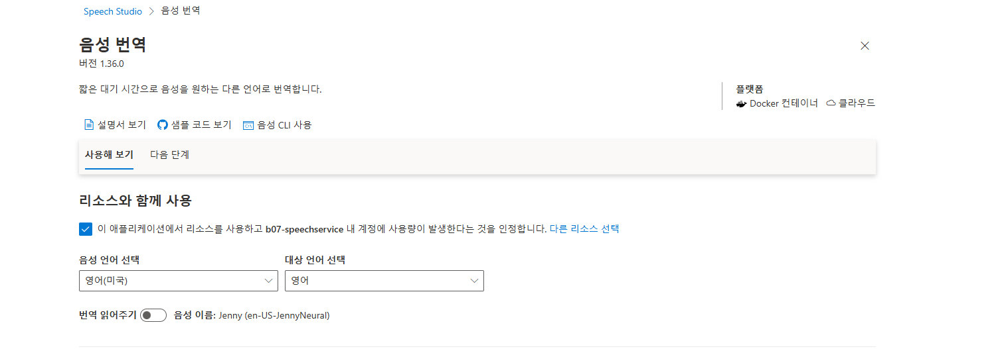 Speech Studio > 음성 번역
음성 번역
버전 1.36.0
짧은 대기 시간으로 음성을 원하는 다른 언어로 번역합니다.
플랫폼
Docker 컨테이너 클라우드
설명서 보기 샘플 코드 보기 음성 CLI 사용
사용해 보기 다음 단계
리소스와 함께 사용
이 애플리케이션에서 리소스를 사용하고 b07-speechservice 내 계정에 사용량이 발생한다는 것을 인정합니다. 다른 리소스 선택
음성 언어 선택 대상 언어 선택
영어(미국) 영어
번역 읽어주기 음성 이름: Jenny (en-US-JennyNeural)